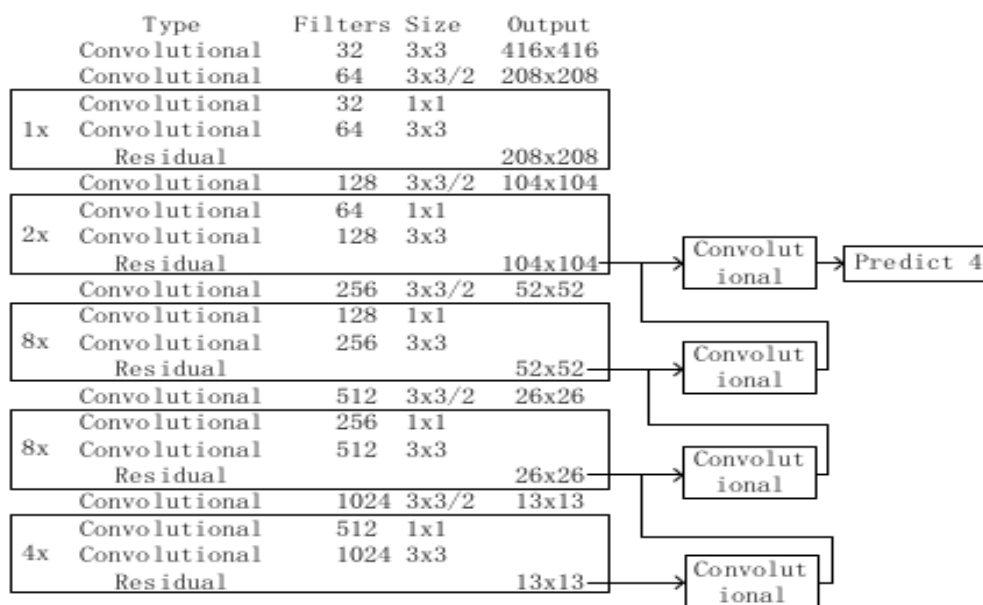 Type Filters Size Output
Convolutional 32 3x3 416x416
Convolutional 64 3x3/2 208x208
Convolutional 32 1x1
1x Convolutional 64 3x3
Residual 208x208
Convolutional 128 3x3/2 104x104
Convolutional 64 1x1
2x Convolutional 128 3x3
Residual 104x104
Convolutional 256 3x3/2 52x52
Convolutional 128 1x1
8x Convolutional 256 3x3
Residual 52x52
Convolutional 512 3x3/2 26x26
Convolutional 256 1x1
8x Convolutional 512 3x3
Residual 26x26
Convolutional 1024 3x3/2 13x13
Convolutional 512 1x1
4x Convolutional 1024 3x3
Residual 13x13
Convolut
ional
Predict 4
Convolut
ional
Convolut
ional
Convolut
ional